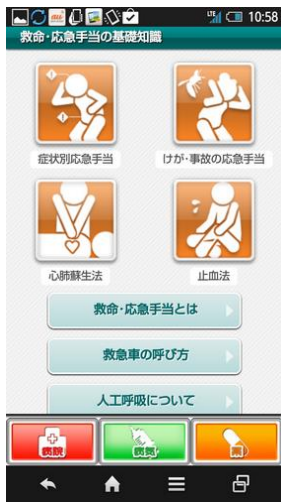 LTE 10:58
救命・応急手当の基礎知識
症状別応急手当
けが・事故の応急手当
心肺蘇生法
止血法
救命・応急手当とは
救急車の呼び方
人工呼吸について
病院